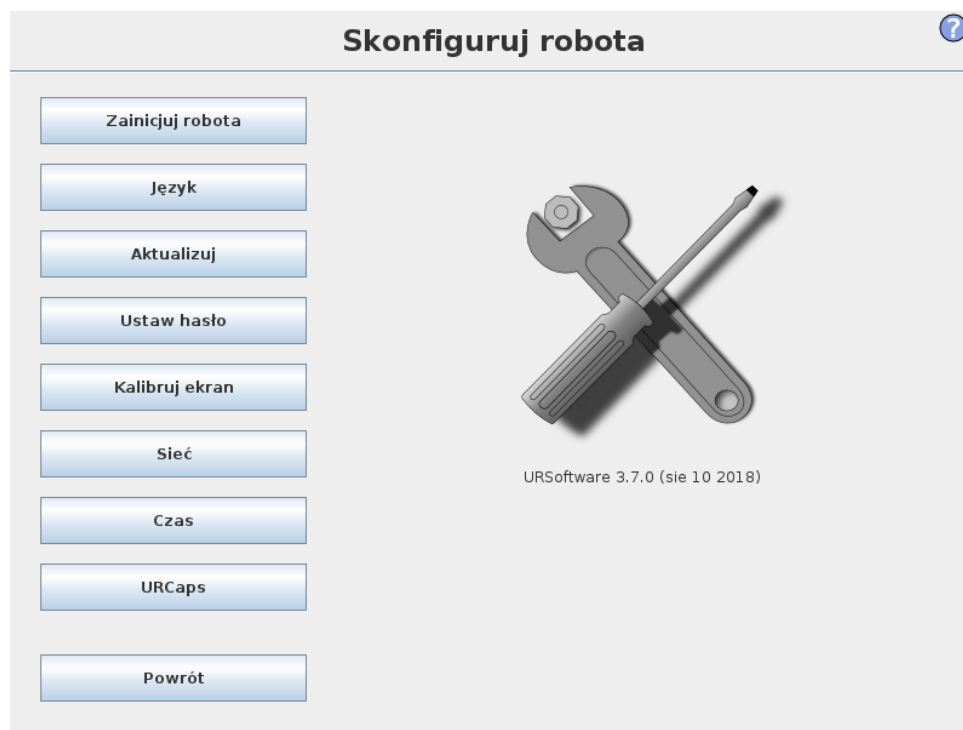 Skonfiguruj robota
?
Zainicjuj robota
Język
Aktualizuj
Ustaw hasło
Kalibruj ekran
Sieć
Czas
URCaps
Powrót
URSoftware 3.7.0 (sie 10 2018)